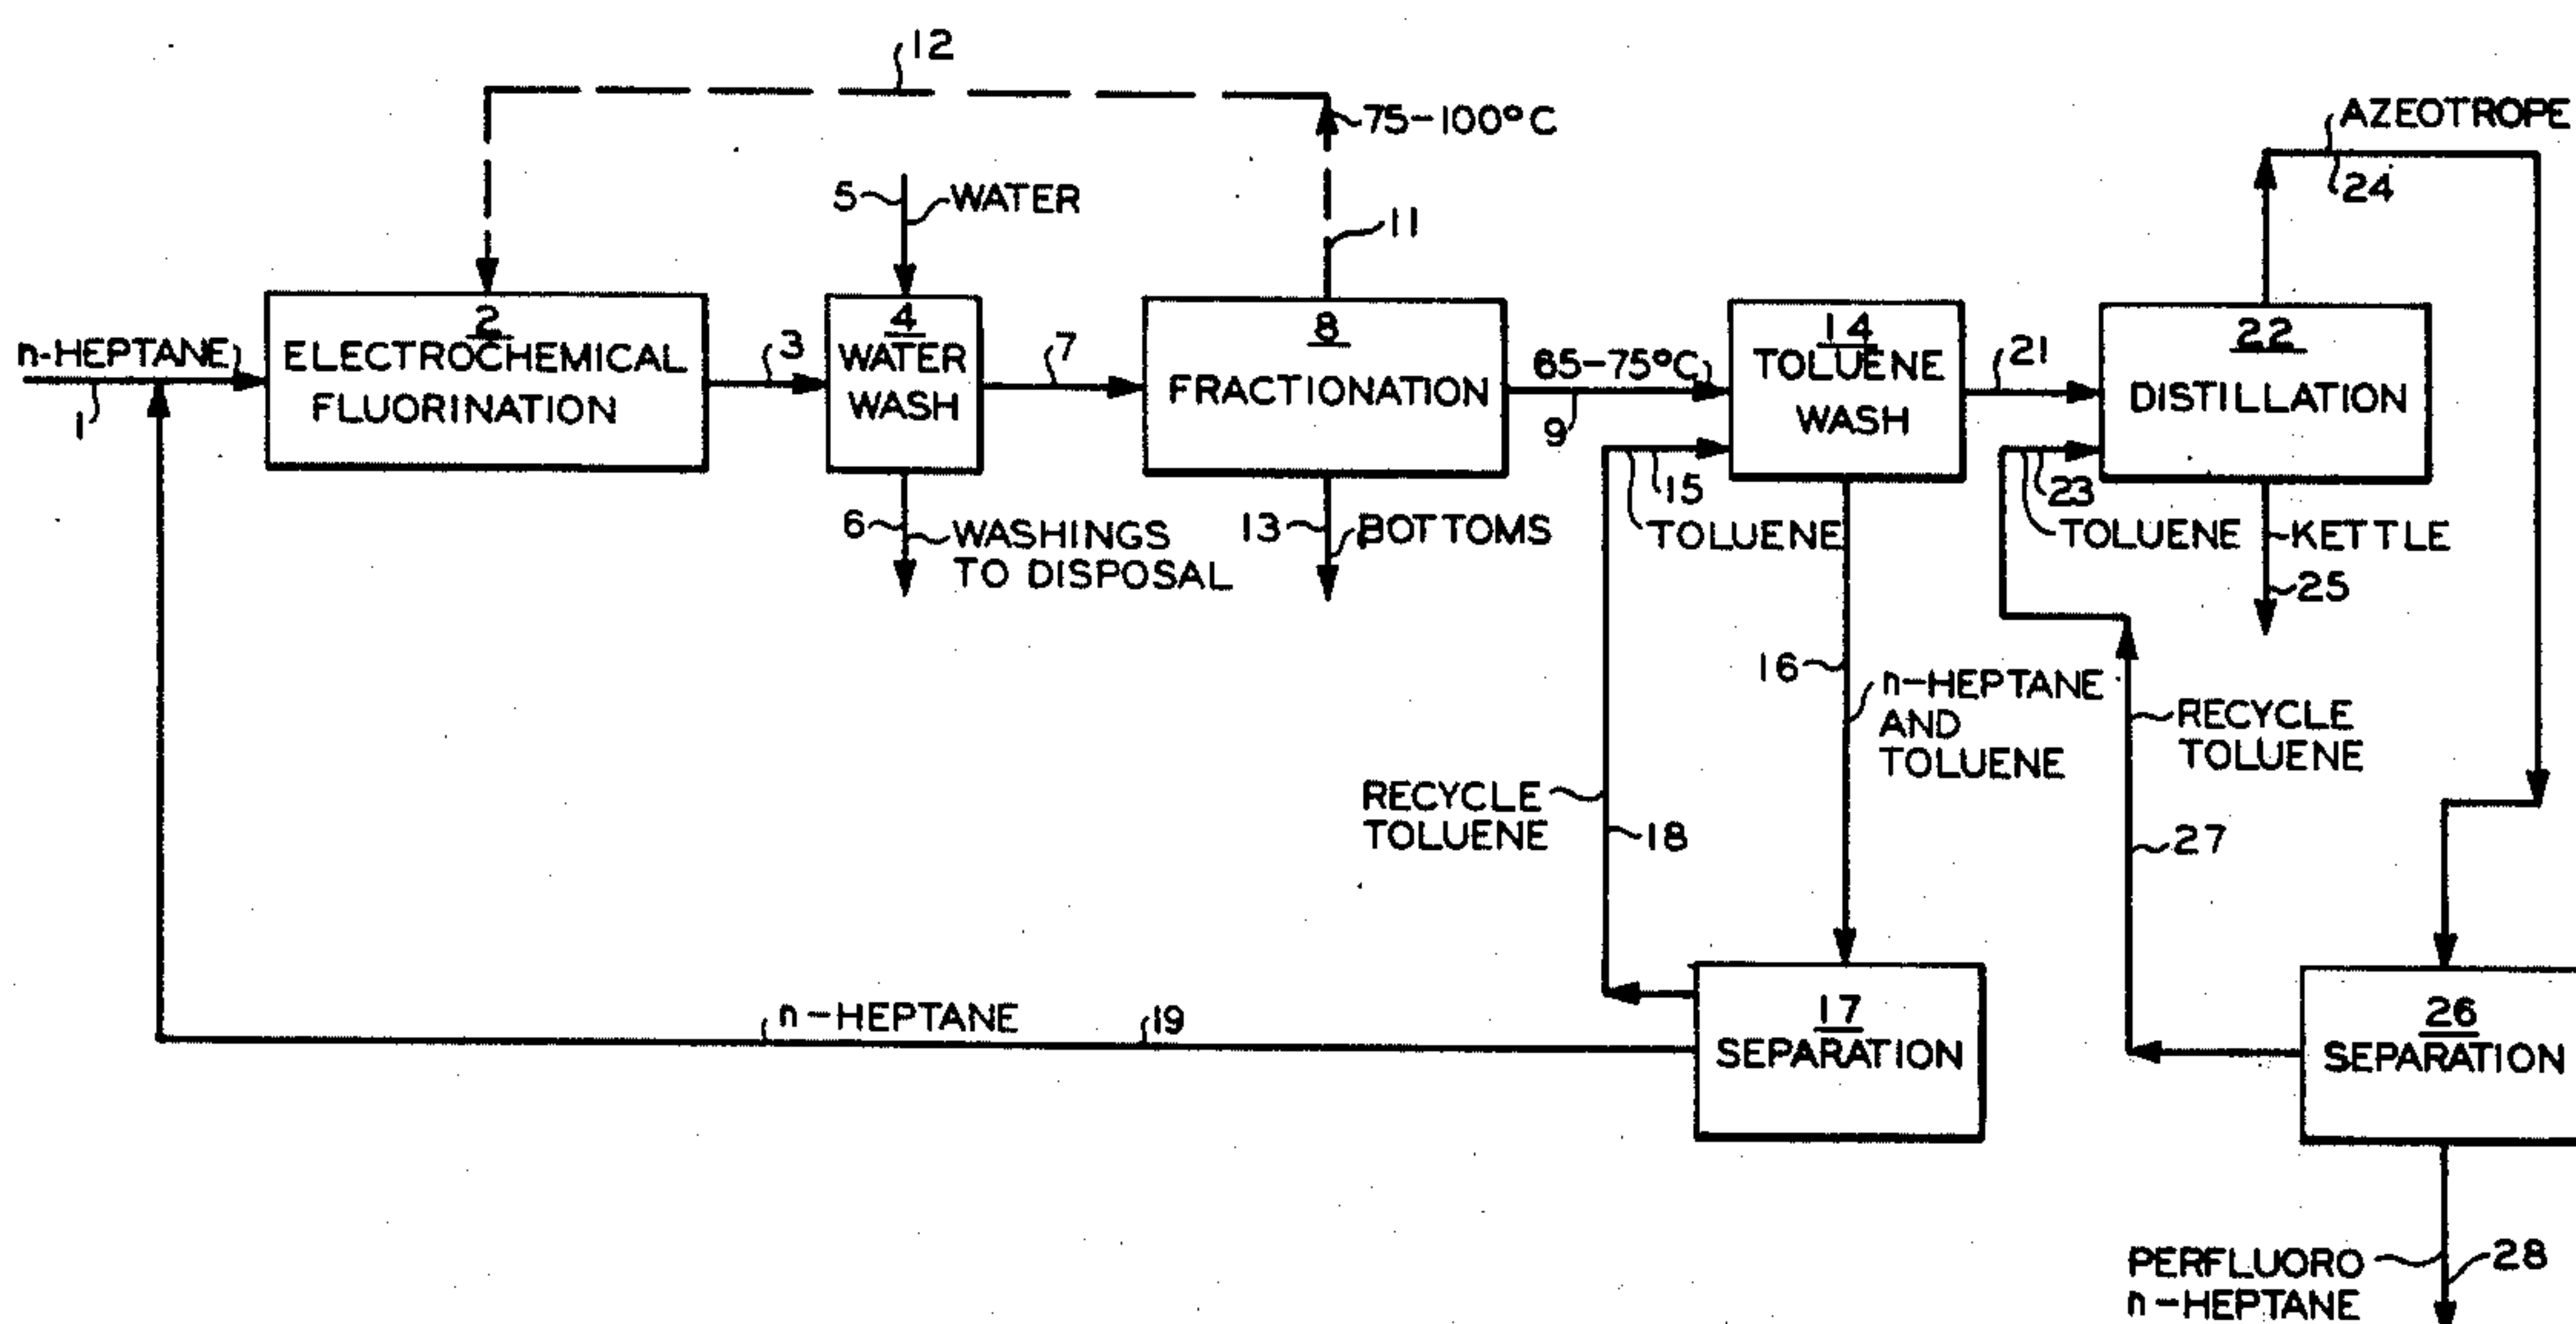 12
75-100°C
AZEOTROPE
24
5
WATER
11
n-HEPTANE
1
2
ELECTROCHEMICAL
FLUORINATION
3
4
WATER
WASH
7
8
FRACTIONATION
65-75°C
9
14
TOLUENE
WASH
21
22
DISTILLATION
15
TOLUENE
23
TOLUENE
6
WASHINGS
TO DISPOSAL
13
BOTTOMS
KETTLE
25
16
n-HEPTANE
AND
TOLUENE
RECYCLE
TOLUENE
27
RECYCLE
TOLUENE
18
n-HEPTANE
19
17
SEPARATION
26
SEPARATION
PERFLUORO
n-HEPTANE
28